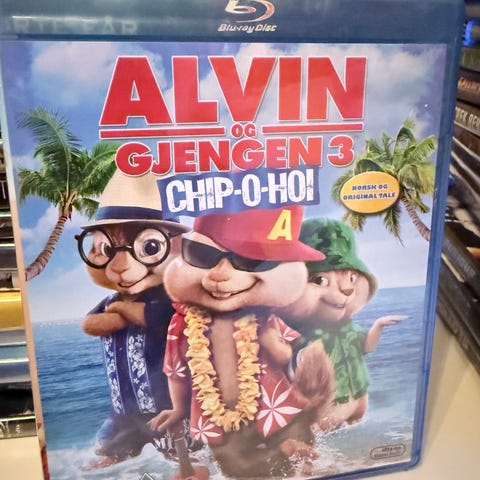 Blu-ray Disc
ALVIN
OG
GJENGEN 3
CHIP-O-HOI
NORSK OG
ORIGINAL TALE
A